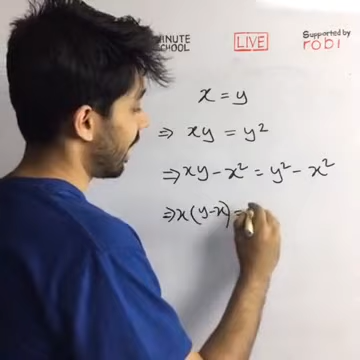 MINUTE
SCHOOL
LIVE
Supported by
robi
x = y
⇒ xy = y²
⇒ xy - x² = y² - x²
⇒ x(y-x) =